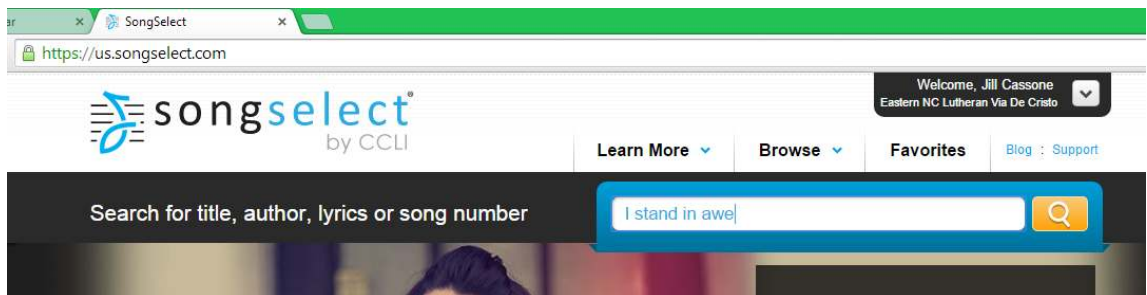 ar
SongSelect
https://us.songselect.com
Welcome, Jill Cassone
Eastern NC Lutheran Via De Cristo
songselect®
by CCLI
Learn More Browse Favorites Blog : Support
Search for title, author, lyrics or song number I stand in awe